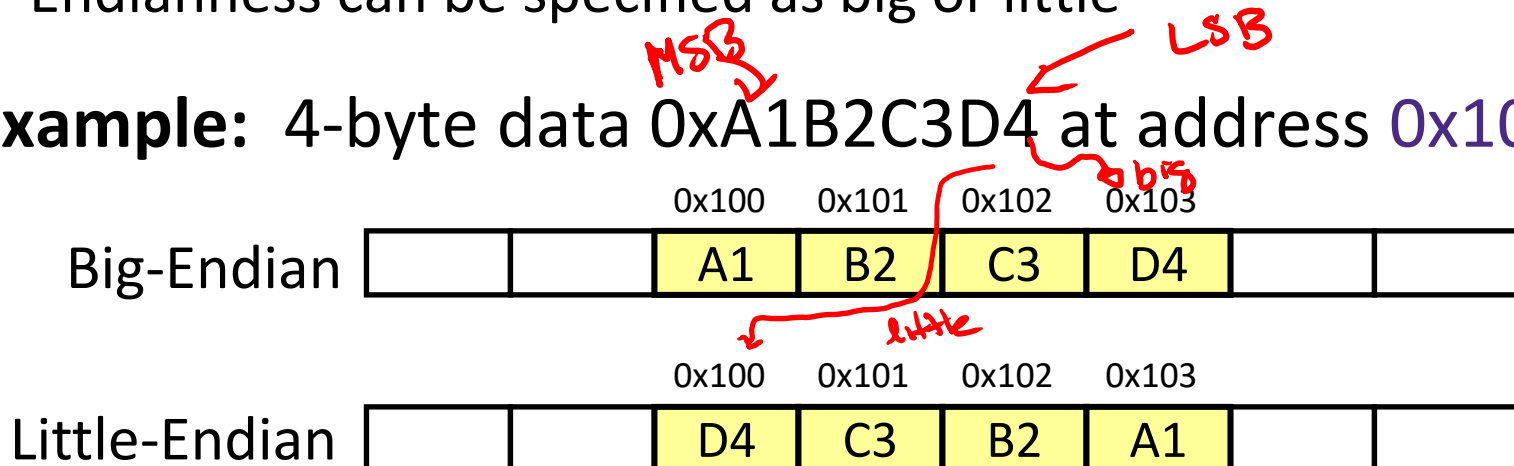 Endianness can be specified as big or little
MSB LSB
xample: 4-byte data 0xA1B2C3D4 at address 0x10
big
0x100 0x101 0x102 0x103
Big-Endian A1 B2 C3 D4
little
0x100 0x101 0x102 0x103
Little-Endian D4 C3 B2 A1